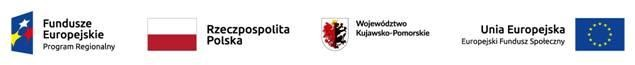 Fundusze
Europejskie
Program Regionalny
Rzeczpospolita
Polska
Województwo
Kujawsko-Pomorskie
Unia Europejska
Europejski Fundusz Społeczny